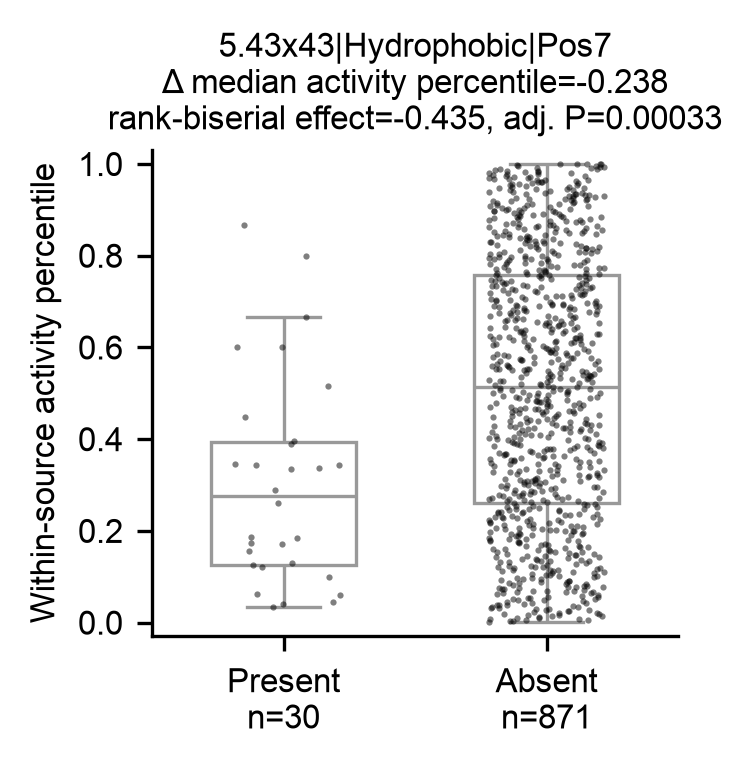 5.43x43|Hydrophobic|Pos7
Δ median activity percentile=-0.238
rank-biserial effect=-0.435, adj. P=0.00033
Within-source activity percentile
1.0
0.8
0.6
0.4
0.2
0.0
Present
n=30
Absent
n=871